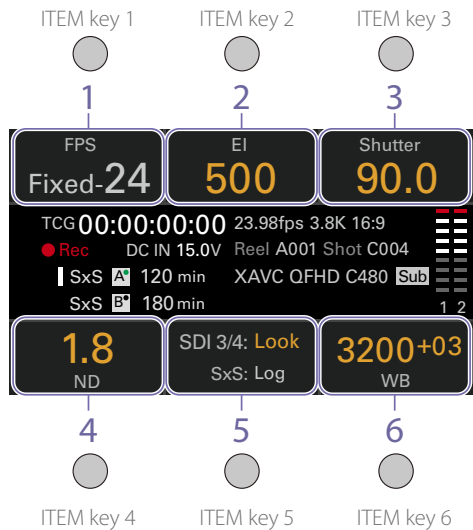 ITEM key 1 ITEM key 2 ITEM key 3
1 2 3
FPS EI Shutter
Fixed-24 500 90.0
TCG 00:00:00:00 23.98fps 3.8K 16:9
Rec DC IN 15.0V Reel A001 Shot C004
SxS A 120 min XAVC QFHD C480 Sub
SxS B 180 min 1 2
1.8 SDI 3/4: Look 3200+03
ND SxS: Log WB
4 5 6
ITEM key 4 ITEM key 5 ITEM key 6